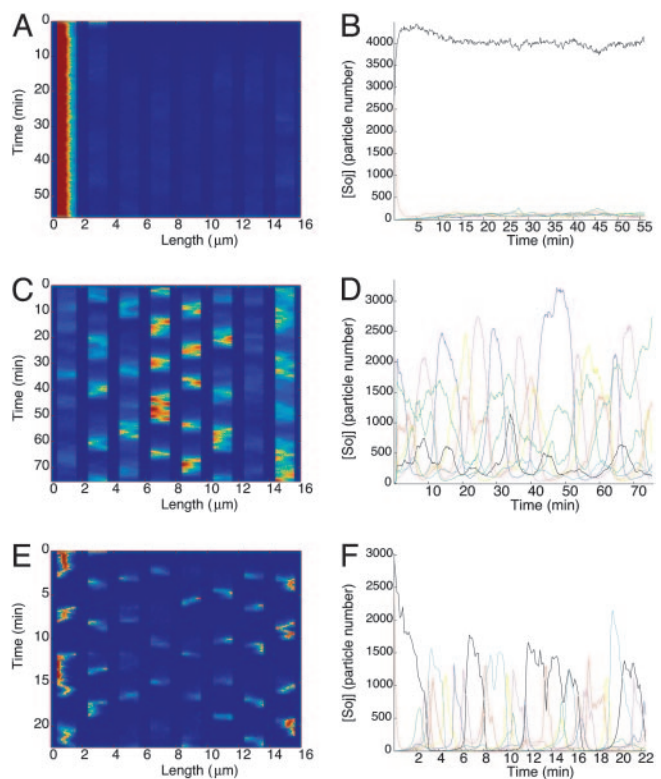 A
0
10
20
30
40
50
Time (min)
0 2 4 6 8 10 12 14 16
Length (μm)
B
4000
3500
3000
2500
2000
1500
1000
500
0
[Soj] (particle number)
5 10 15 20 25 30 35 40 45 50 55
Time (min)
C
0
10
20
30
40
50
60
70
Time (min)
0 2 4 6 8 10 12 14 16
Length (μm)
D
3000
2500
2000
1500
1000
500
0
[Soj] (particle number)
10 20 30 40 50 60 70
Time (min)
E
0
5
10
15
20
Time (min)
0 2 4 6 8 10 12 14 16
Length (μm)
F
3000
2500
2000
1500
1000
500
0
[Soj] (particle number)
2 4 6 8 10 12 14 16 18 20 22
Time (min)